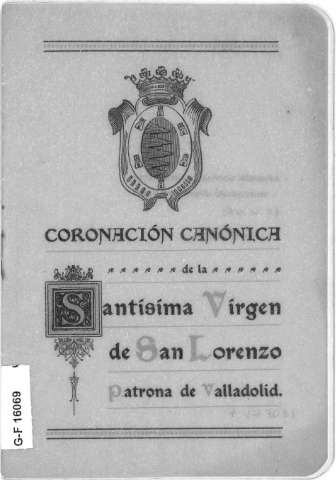 CORONACIÓN CANÓNICA
de la
Santísima Virgen
de San Lorenzo
Patrona de Valladolid.
G-F 16069